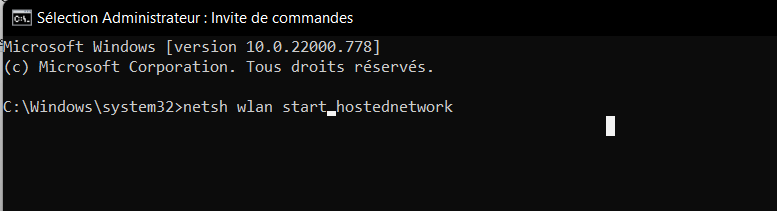 Sélection Administrateur : Invite de commandes
Microsoft Windows [version 10.0.22000.778]
(c) Microsoft Corporation. Tous droits réservés.
C:\Windows\system32>netsh wlan start hostednetwork